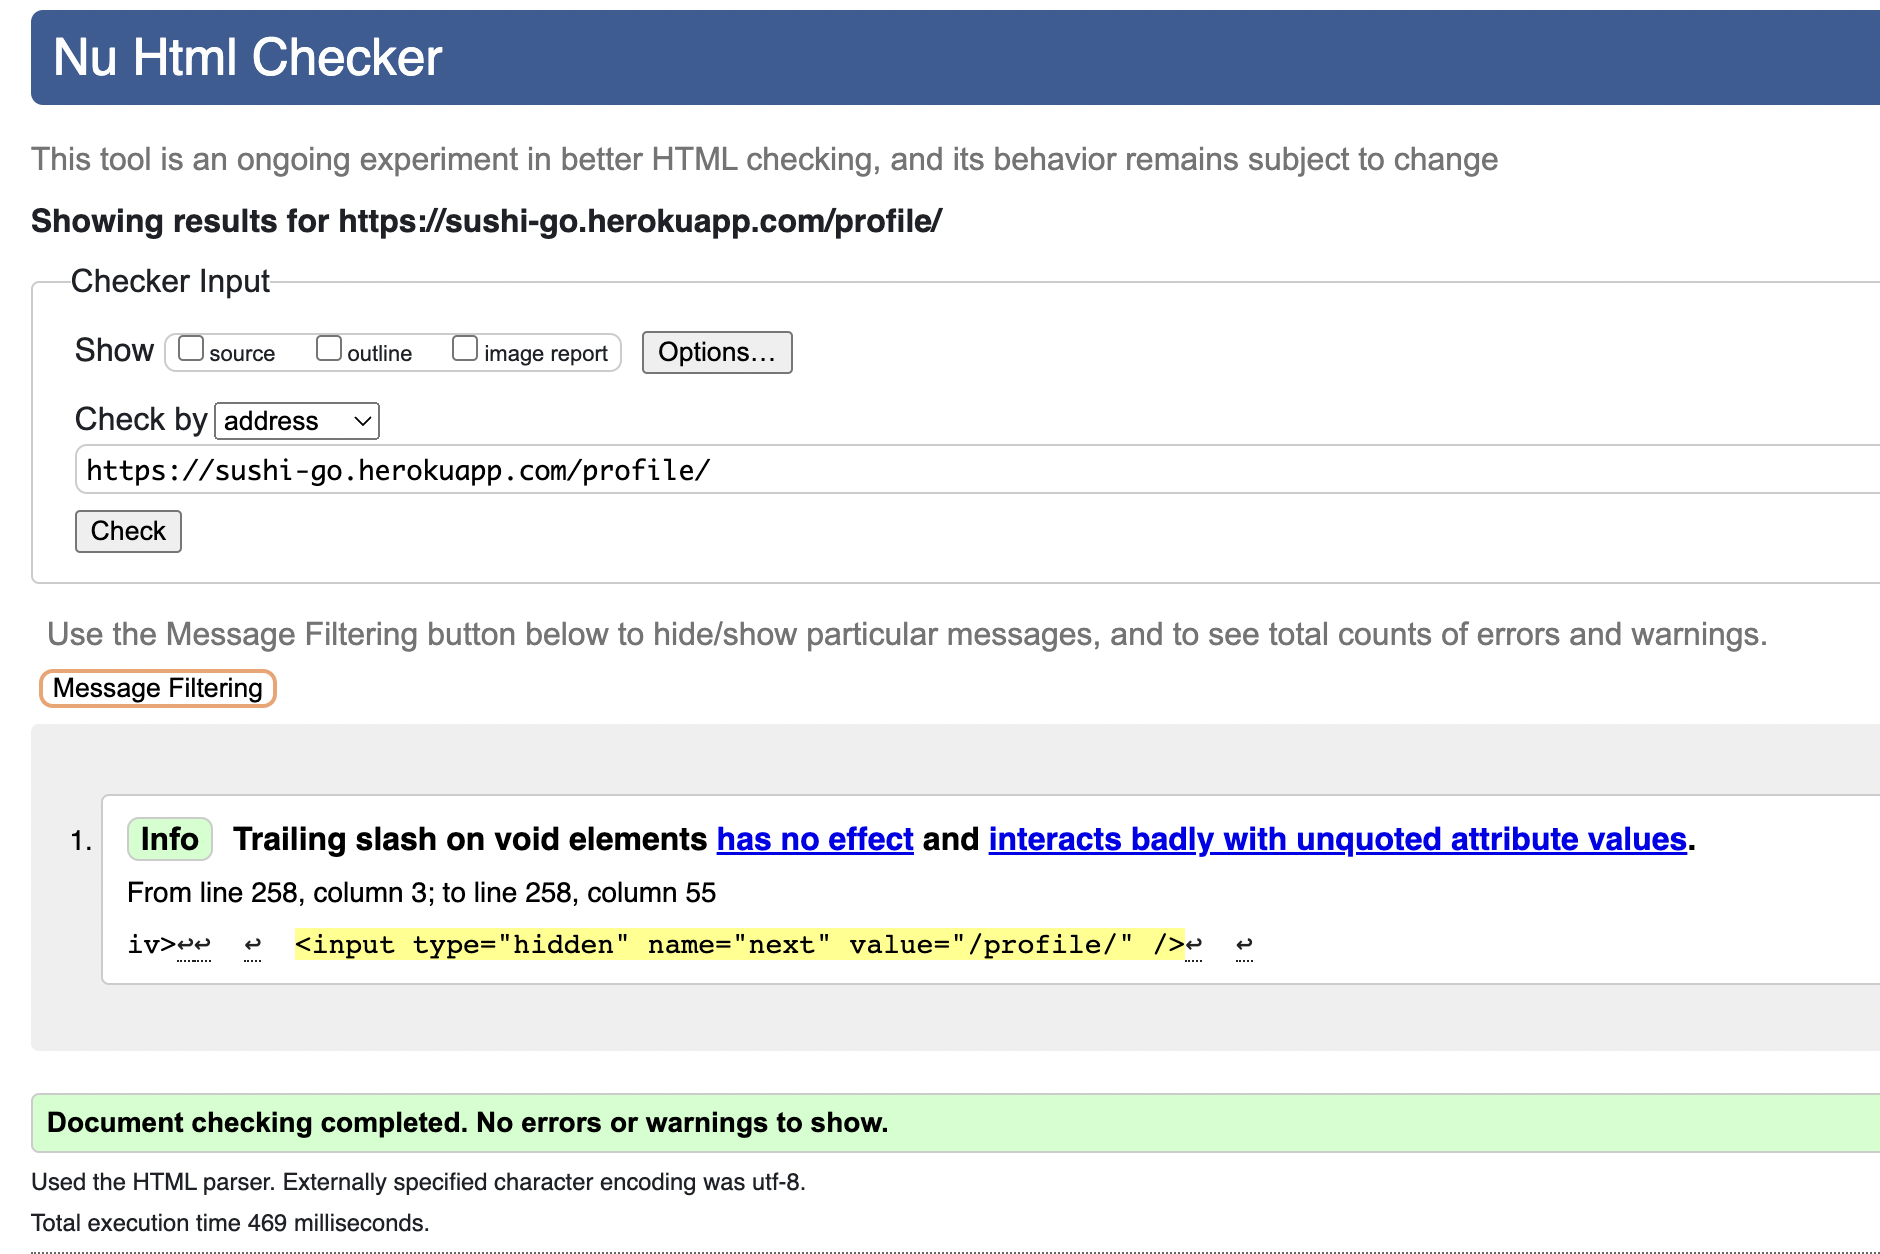 Nu Html Checker
This tool is an ongoing experiment in better HTML checking, and its behavior remains subject to change
Showing results for https://sushi-go.herokuapp.com/profile/
Checker Input
Show source outline image report Options...
Check by address
https://sushi-go.herokuapp.com/profile/
Check
Use the Message Filtering button below to hide/show particular messages, and to see total counts of errors and warnings.
Message Filtering
1. Info Trailing slash on void elements has no effect and interacts badly with unquoted attribute values.
From line 258, column 3; to line 258, column 55
iv>↩↩ ↩ <input type="hidden" name="next" value="/profile/" />↩ ↩
Document checking completed. No errors or warnings to show.
Used the HTML parser. Externally specified character encoding was utf-8.
Total execution time 469 milliseconds.